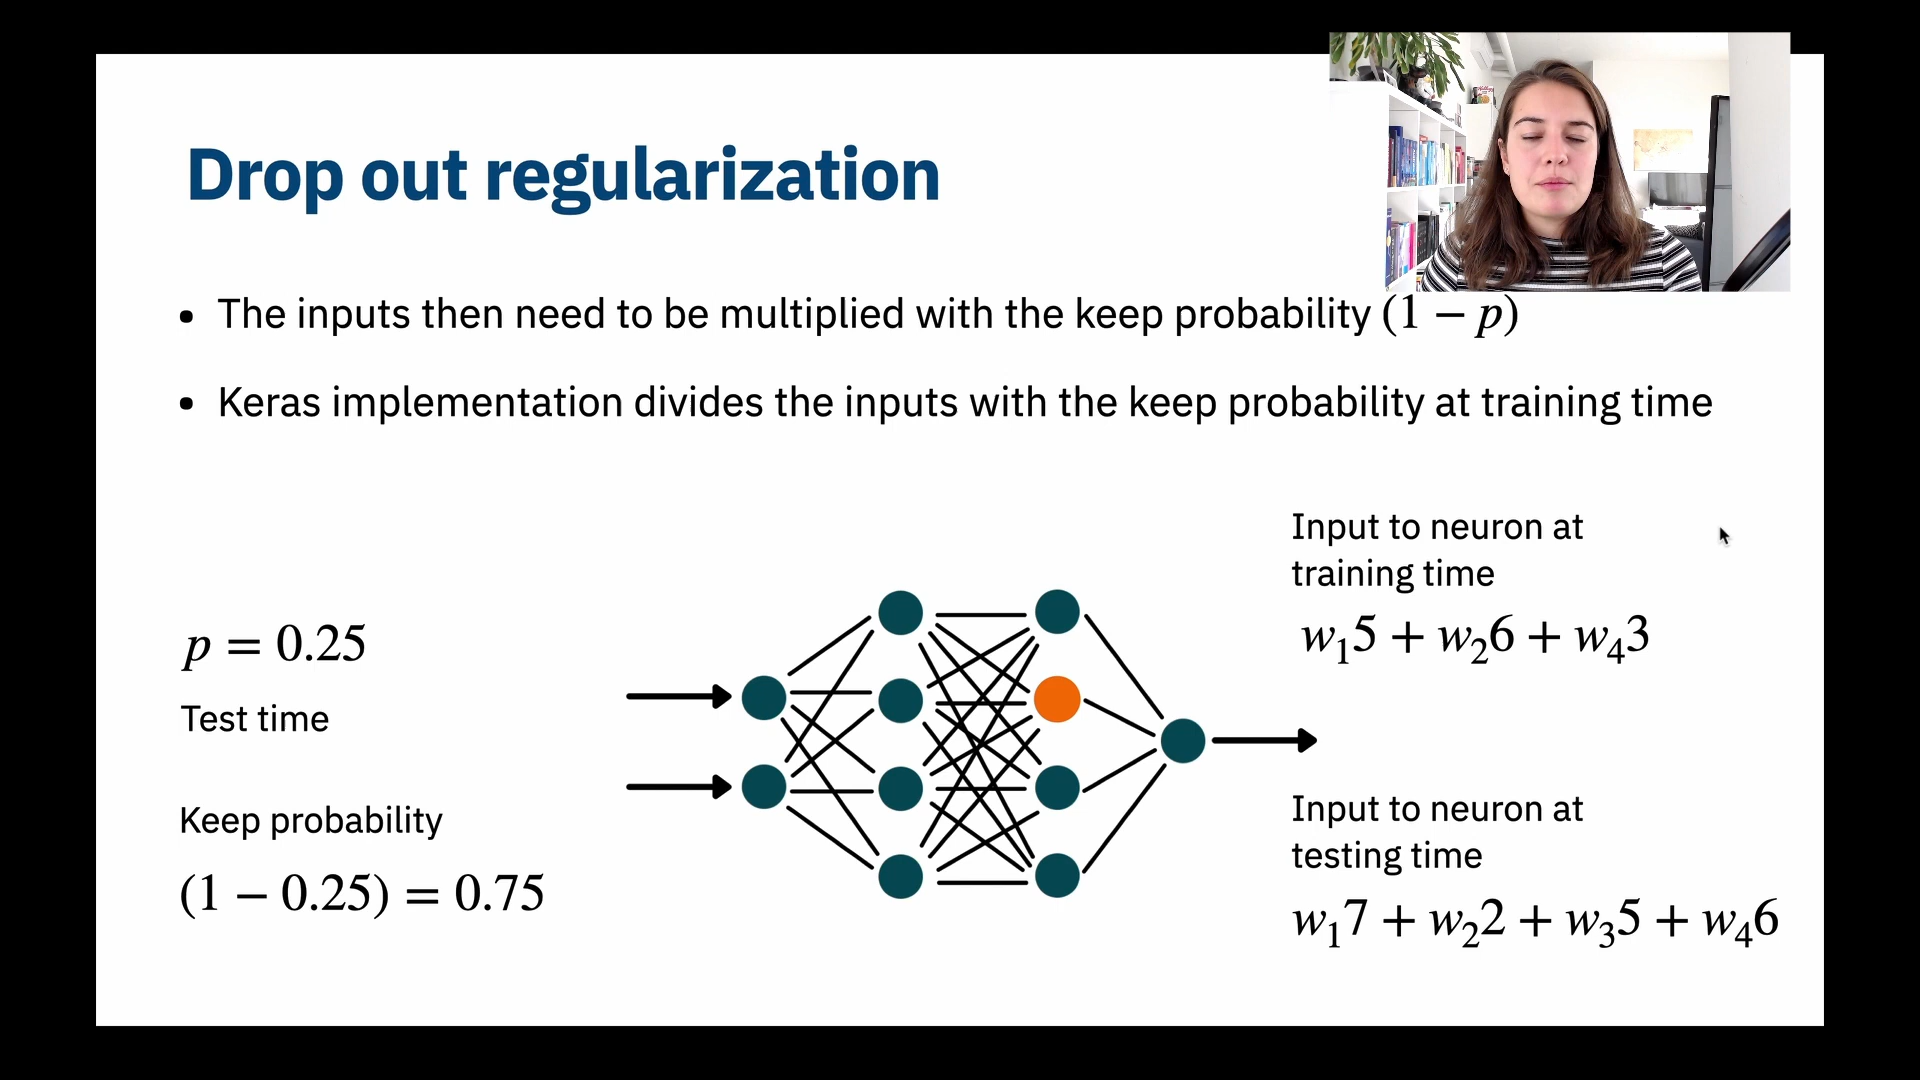 Drop out regularization
• The inputs then need to be multiplied with the keep probability (1 − p)
• Keras implementation divides the inputs with the keep probability at training time
p = 0.25
Test time
Keep probability
(1 − 0.25) = 0.75
Input to neuron at
training time
w₁5 + w₂6 + w₄3
Input to neuron at
testing time
w₁7 + w₂2 + w₃5 + w₄6